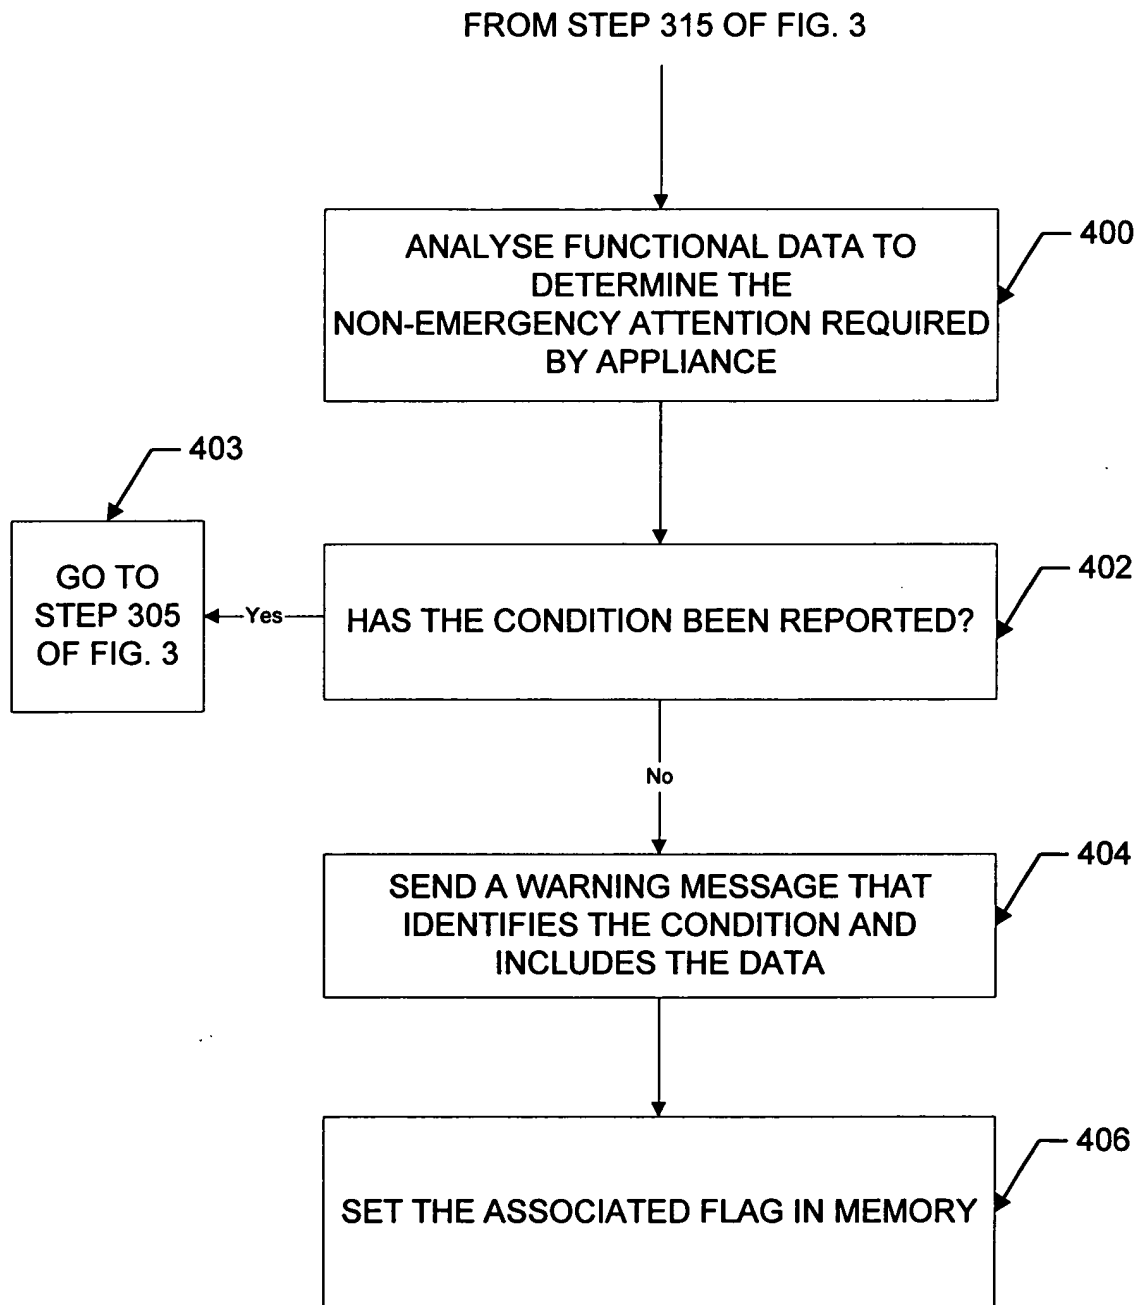 FROM STEP 315 OF FIG. 3
ANALYSE FUNCTIONAL DATA TO
DETERMINE THE
NON-EMERGENCY ATTENTION REQUIRED
BY APPLIANCE
400
403
GO TO
STEP 305
OF FIG. 3
Yes
HAS THE CONDITION BEEN REPORTED?
402
No
SEND A WARNING MESSAGE THAT
IDENTIFIES THE CONDITION AND
INCLUDES THE DATA
404
SET THE ASSOCIATED FLAG IN MEMORY
406